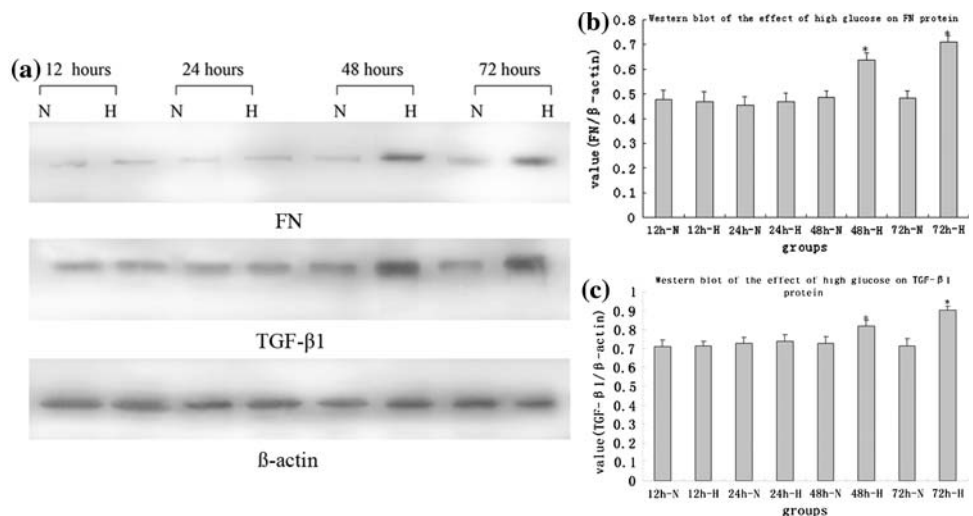 (a)
12 hours 24 hours 48 hours 72 hours
N H N H N H N H
FN
TGF-β1
ß-actin
(b)
Western blot of the effect of high glucose on FN protein
value(FN/β-actin)
0.8
0.7
0.6
0.5
0.4
0.3
0.2
0.1
0
* *
12h-N 12h-H 24h-N 24h-H 48h-N 48h-H 72h-N 72h-H
groups
(c)
Western blot of the effect of high glucose on TGF-β1
protein
value(TGF-β1/β-actin)
1
0.9
0.8
0.7
0.6
0.5
0.4
0.3
0.2
0.1
0
* *
12h-N 12h-H 24h-N 24h-H 48h-N 48h-H 72h-N 72h-H
groups